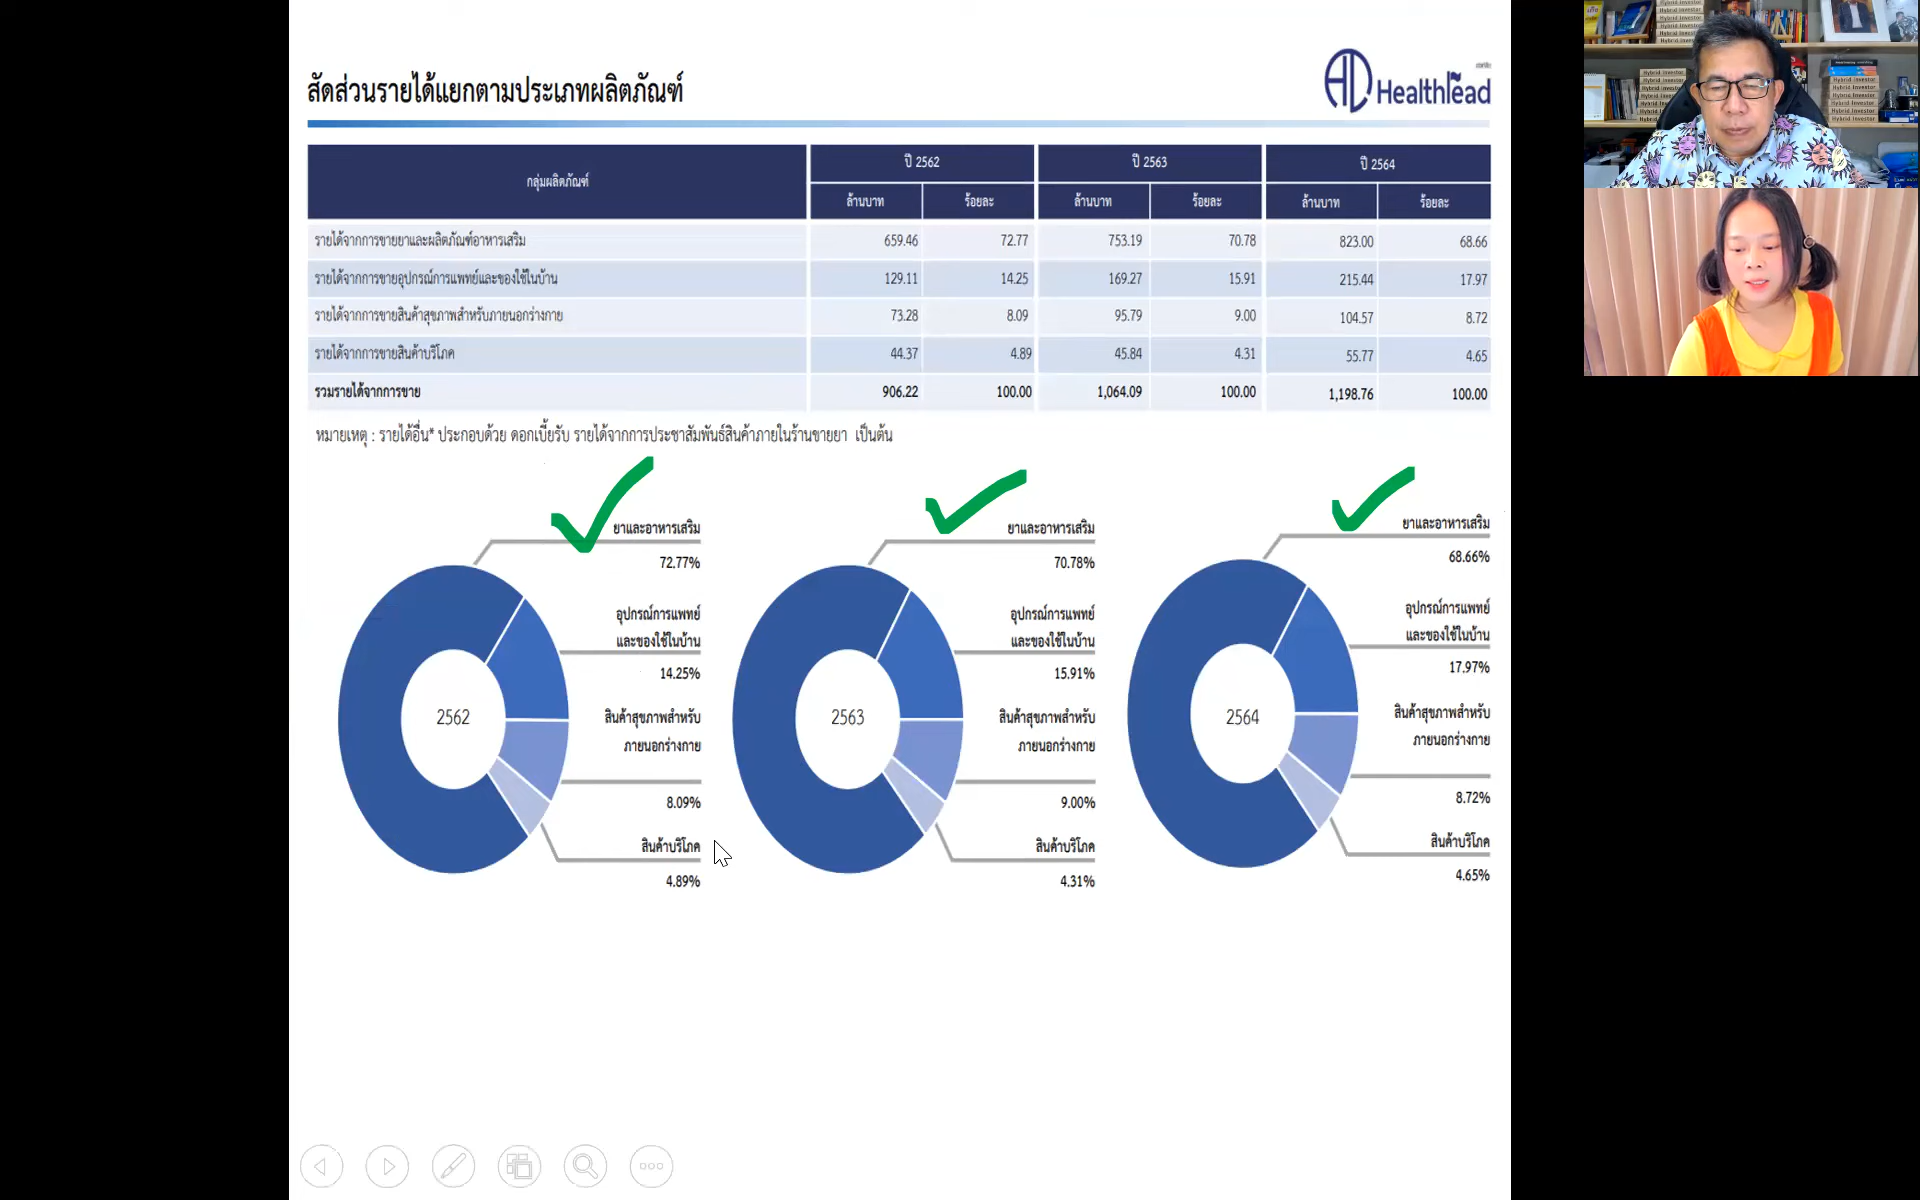 สัดส่วนรายได้แยกตามประเภทผลิตภัณฑ์
Healthlead
กลุ่มผลิตภัณฑ์ ปี 2562 ปี 2563 ปี 2564
ล้านบาท ร้อยละ ล้านบาท ร้อยละ ล้านบาท ร้อยละ
รายได้จากการขายยาและผลิตภัณฑ์อาหารเสริม 659.46 72.77 753.19 70.78 823.00 68.66
รายได้จากการขายอุปกรณ์การแพทย์และของใช้ในบ้าน 129.11 14.25 169.27 15.91 215.44 17.97
รายได้จากการขายสินค้าสุขภาพสำหรับภายนอกร่างกาย 73.28 8.09 95.79 9.00 104.57 8.72
รายได้จากการขายสินค้าบริโภค 44.37 4.89 45.84 4.31 55.77 4.65
รวมรายได้จากการขาย 906.22 100.00 1,064.09 100.00 1,198.76 100.00
หมายเหตุ : รายได้อื่น* ประกอบด้วย ดอกเบี้ยรับ รายได้จากการประชาสัมพันธ์สินค้าภายในร้านขายยา เป็นต้น
ยาและอาหารเสริม
72.77%
อุปกรณ์การแพทย์
และของใช้ในบ้าน
14.25%
2562
สินค้าสุขภาพสำหรับ
ภายนอกร่างกาย
8.09%
สินค้าบริโภค
4.89%
ยาและอาหารเสริม
70.78%
อุปกรณ์การแพทย์
และของใช้ในบ้าน
15.91%
2563
สินค้าสุขภาพสำหรับ
ภายนอกร่างกาย
9.00%
สินค้าบริโภค
4.31%
ยาและอาหารเสริม
68.66%
อุปกรณ์การแพทย์
และของใช้ในบ้าน
17.97%
2564
สินค้าสุขภาพสำหรับ
ภายนอกร่างกาย
8.72%
สินค้าบริโภค
4.65%
Hybrid Investor
Hybrid Investor
Hybrid Investor
Hybrid Investor